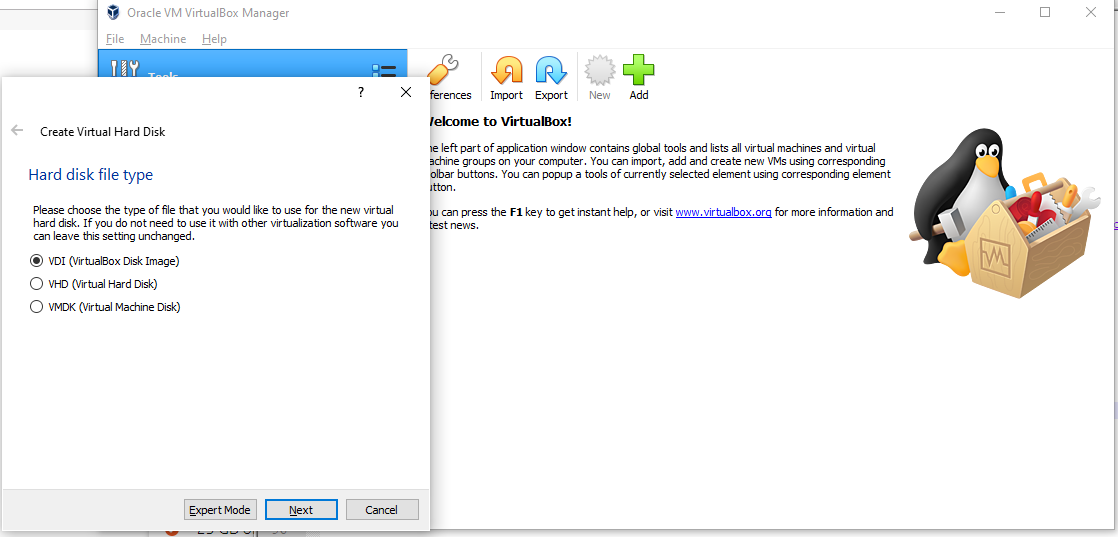 Oracle VM VirtualBox Manager
File Machine Help
Tools
Import Export New Add
?
Create Virtual Hard Disk
Hard disk file type
Please choose the type of file that you would like to use for the new virtual
hard disk. If you do not need to use it with other virtualization software you
can leave this setting unchanged.
VDI (VirtualBox Disk Image)
VHD (Virtual Hard Disk)
VMDK (Virtual Machine Disk)
Expert Mode Next Cancel
elcome to VirtualBox!
e left part of application window contains global tools and lists all virtual machines and virtual
achine groups on your computer. You can import, add and create new VMs using corresponding
olbar buttons. You can popup a tools of currently selected element using corresponding element
utton.
u can press the F1 key to get instant help, or visit www.virtualbox.org for more information and
test news.